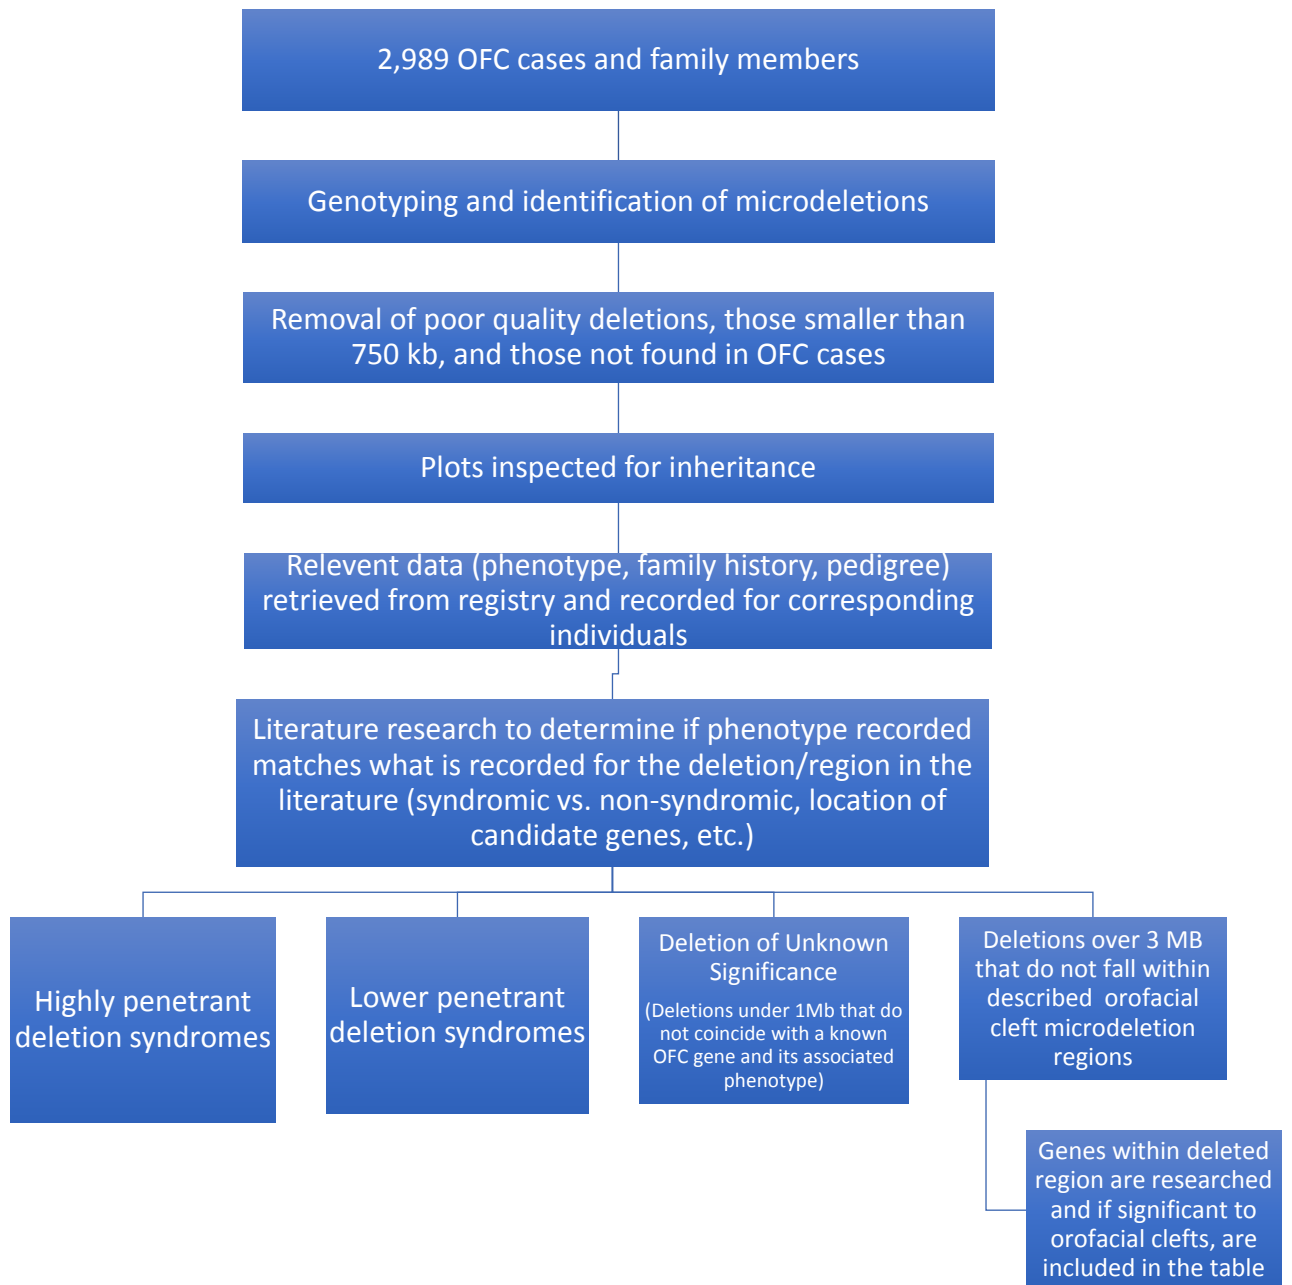 2,989 OFC cases and family members
Genotyping and identification of microdeletions
Removal of poor quality deletions, those smaller than
750 kb, and those not found in OFC cases
Plots inspected for inheritance
Relevent data (phenotype, family history, pedigree)
retrieved from registry and recorded for corresponding
individuals
Literature research to determine if phenotype recorded
matches what is recorded for the deletion/region in the
literature (syndromic vs. non-syndromic, location of
candidate genes, etc.)
Highly penetrant
deletion syndromes
Lower penetrant
deletion syndromes
Deletion of Unknown
Significance
(Deletions under 1Mb that do
not coincide with a known
OFC gene and its associated
phenotype)
Deletions over 3 MB
that do not fall within
described orofacial
cleft microdeletion
regions
Genes within deleted
region are researched
and if significant to
orofacial clefts, are
included in the table